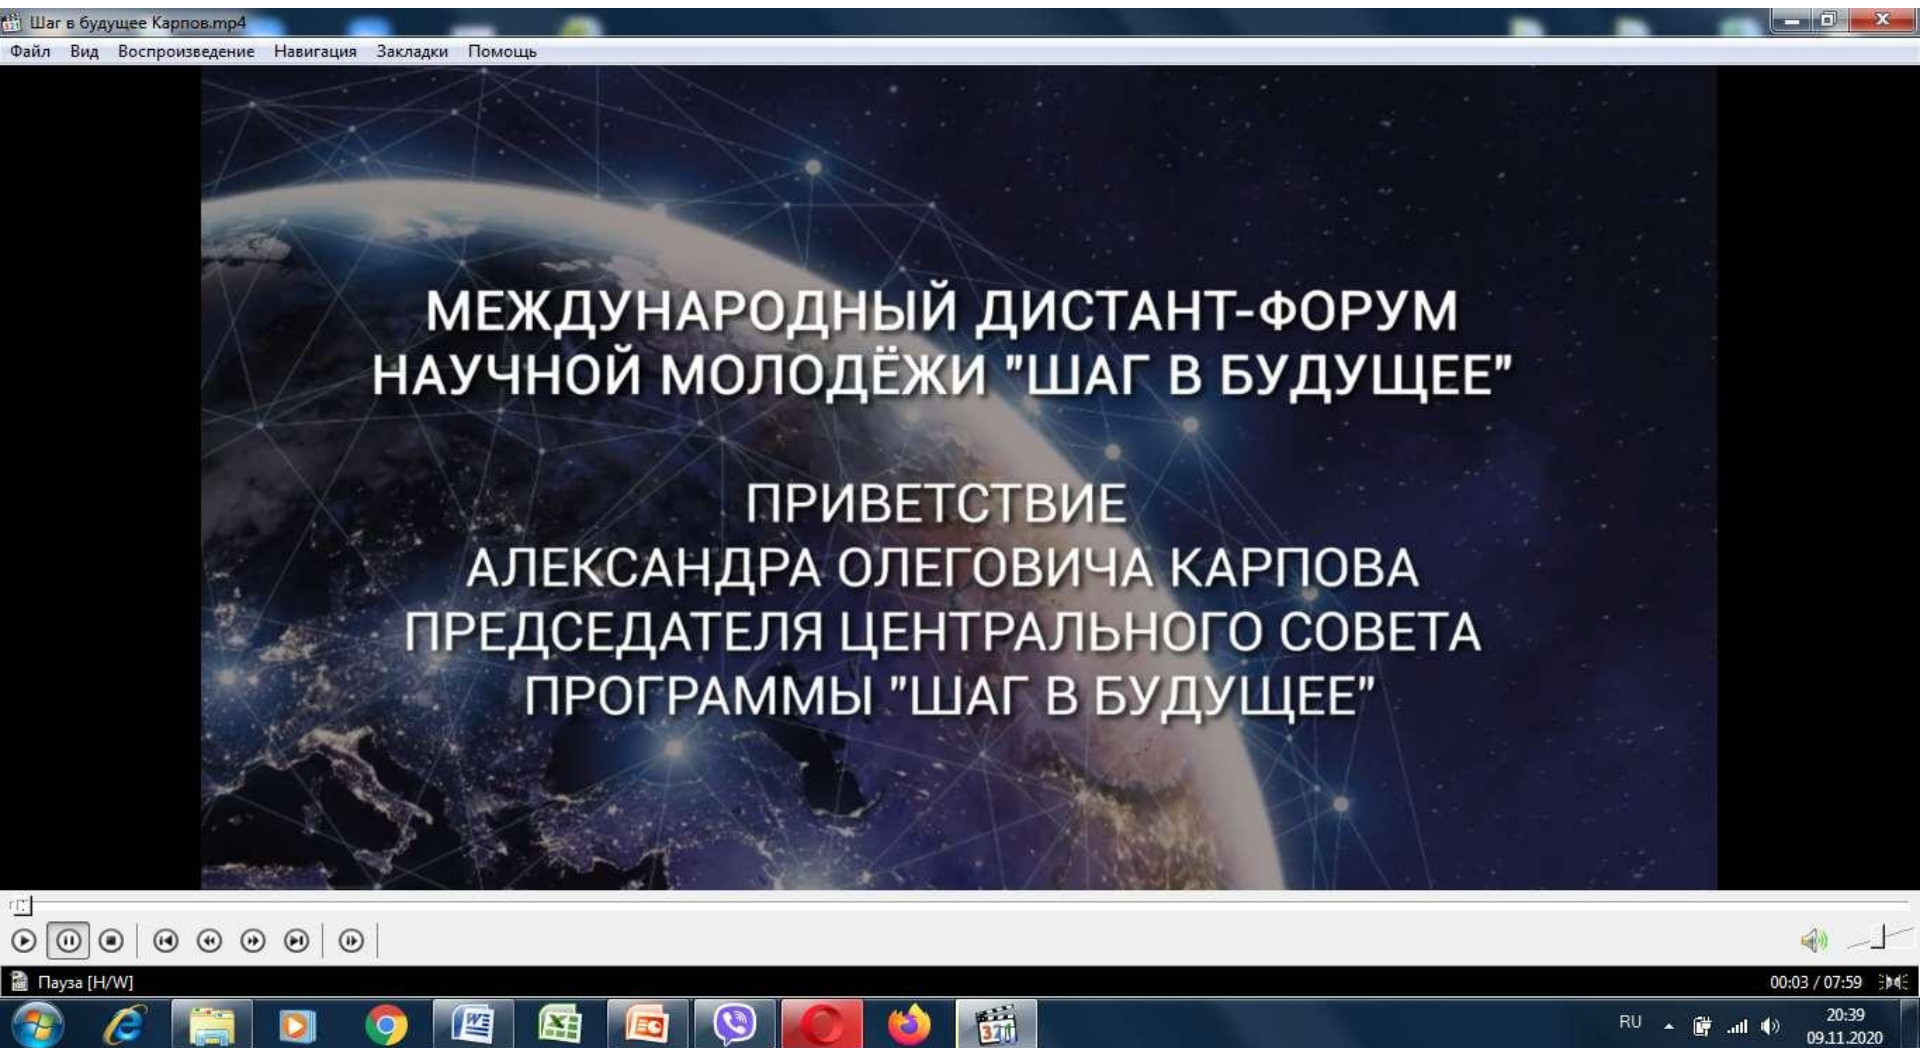 Шаг в будущее Карпов.mp4
Файл Вид Воспроизведение Навигация Закладки Помощь
МЕЖДУНАРОДНЫЙ ДИСТАНТ-ФОРУМ
НАУЧНОЙ МОЛОДЁЖИ "ШАГ В БУДУЩЕЕ"
ПРИВЕТСТВИЕ
АЛЕКСАНДРА ОЛЕГОВИЧА КАРПОВА
ПРЕДСЕДАТЕЛЯ ЦЕНТРАЛЬНОГО СОВЕТА
ПРОГРАММЫ "ШАГ В БУДУЩЕЕ"
Пауза [H/W]
00:03 / 07:59
RU
20:39
09.11.2020